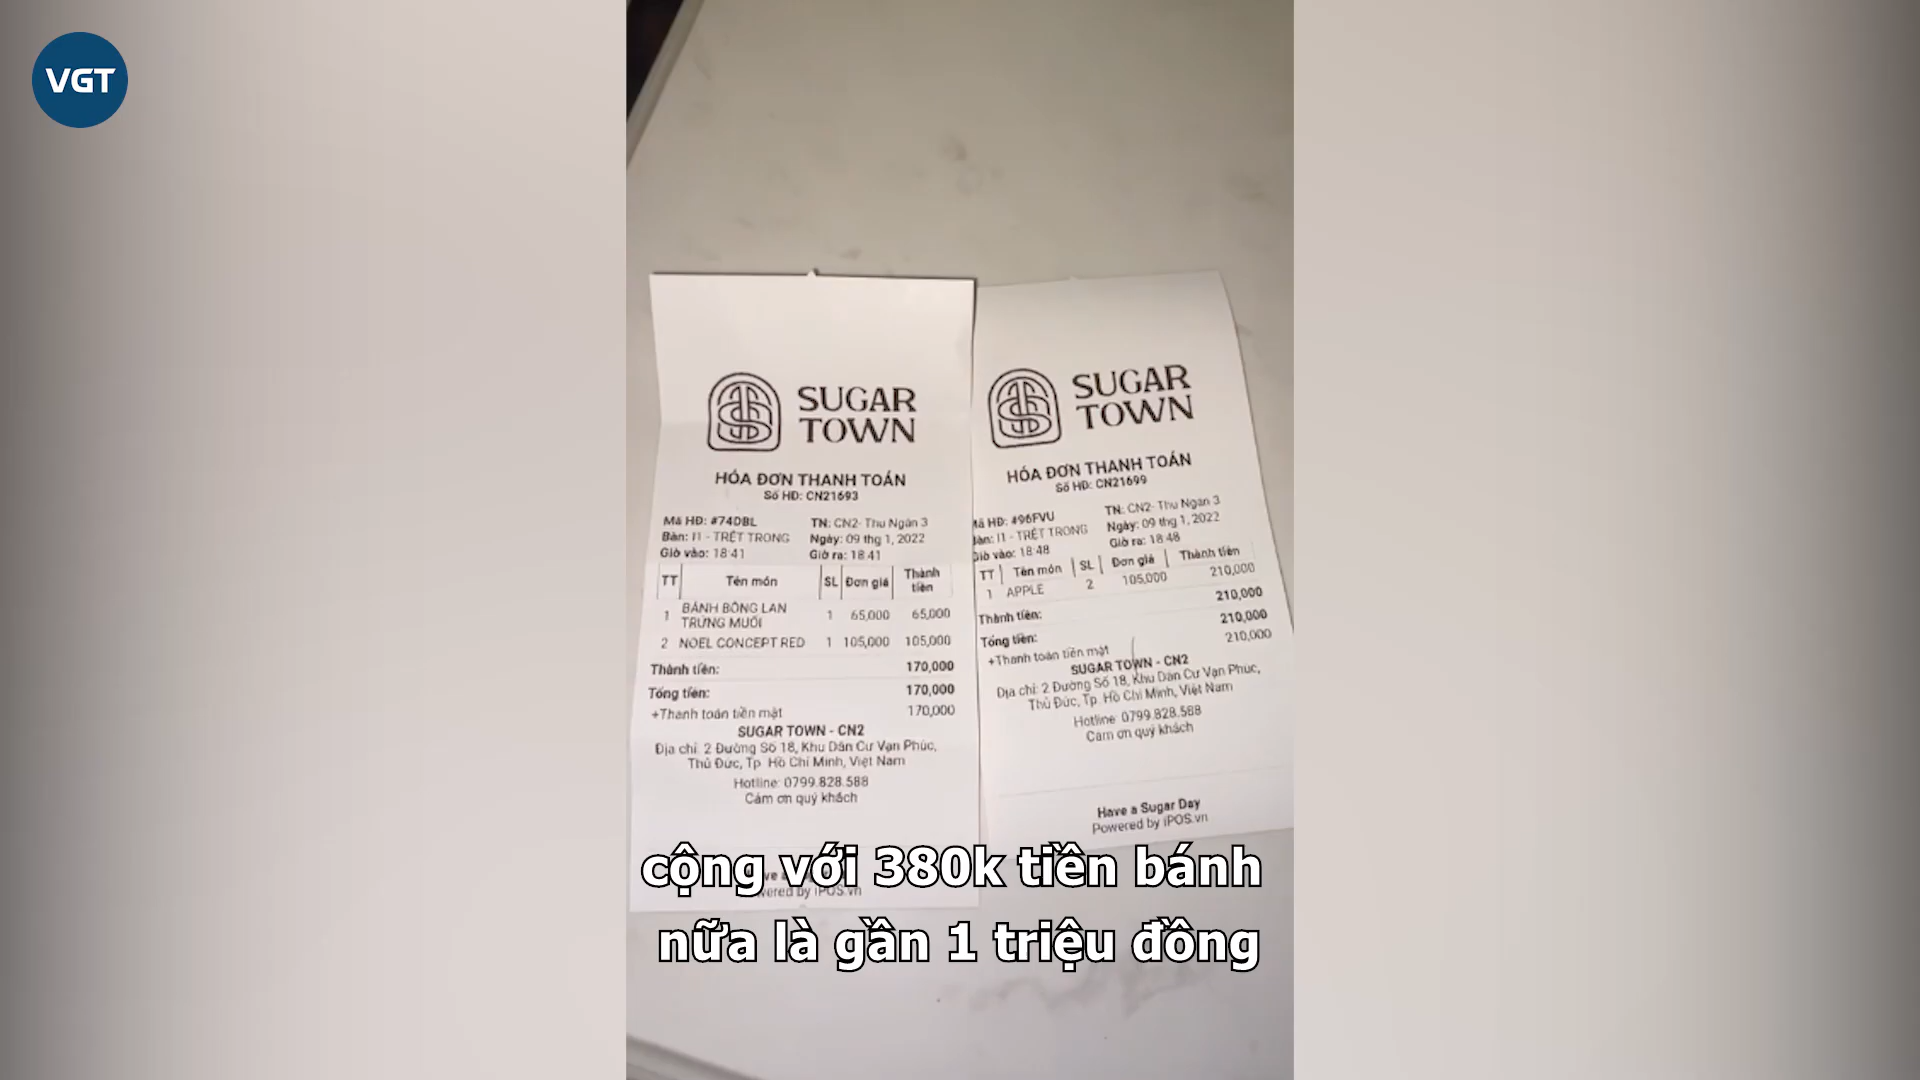 VGT
SUGAR
TOWN
HÓA ĐƠN THANH TOÁN
Số HĐ: CN21693
Mã HĐ: #74DBL TN: CN2- Thu Ngân 3
Bàn: I1 - TRỆT TRONG Ngày: 09 thg 1, 2022
Giờ vào: 18:41 Giờ ra: 18:41
TT Tên món SL Đơn giá Thành tiền
1 BÁNH BÔNG LAN TRỨNG MUỐI 1 65,000 65,000
2 NOEL CONCEPT RED 1 105,000 105,000
Thành tiền: 170,000
Tổng tiền: 170,000
+Thanh toán tiền mặt 170,000
SUGAR TOWN - CN2
Địa chỉ: 2 Đường Số 18, Khu Dân Cư Vạn Phúc,
Thủ Đức, Tp. Hồ Chí Minh, Việt Nam
Hotline: 0799.828.588
Cám ơn quý khách
SUGAR
TOWN
HÓA ĐƠN THANH TOÁN
Số HĐ: CN21699
Mã HĐ: #96FVU TN: CN2- Thu Ngân 3
Bàn: I1 - TRỆT TRONG Ngày: 09 thg 1, 2022
Giờ vào: 18:48 Giờ ra: 18:48
TT Tên món SL Đơn giá Thành tiền
1 APPLE 2 105,000 210,000
Thành tiền: 210,000
Tổng tiền: 210,000
+Thanh toán tiền mặt 210,000
SUGAR TOWN - CN2
Địa chỉ: 2 Đường Số 18, Khu Dân Cư Vạn Phúc,
Thủ Đức, Tp. Hồ Chí Minh, Việt Nam
Hotline: 0799.828.588
Cám ơn quý khách
Have a Sugar Day
Powered by iPOS.vn
cộng với 380k tiền bánh
nữa là gần 1 triệu đồng